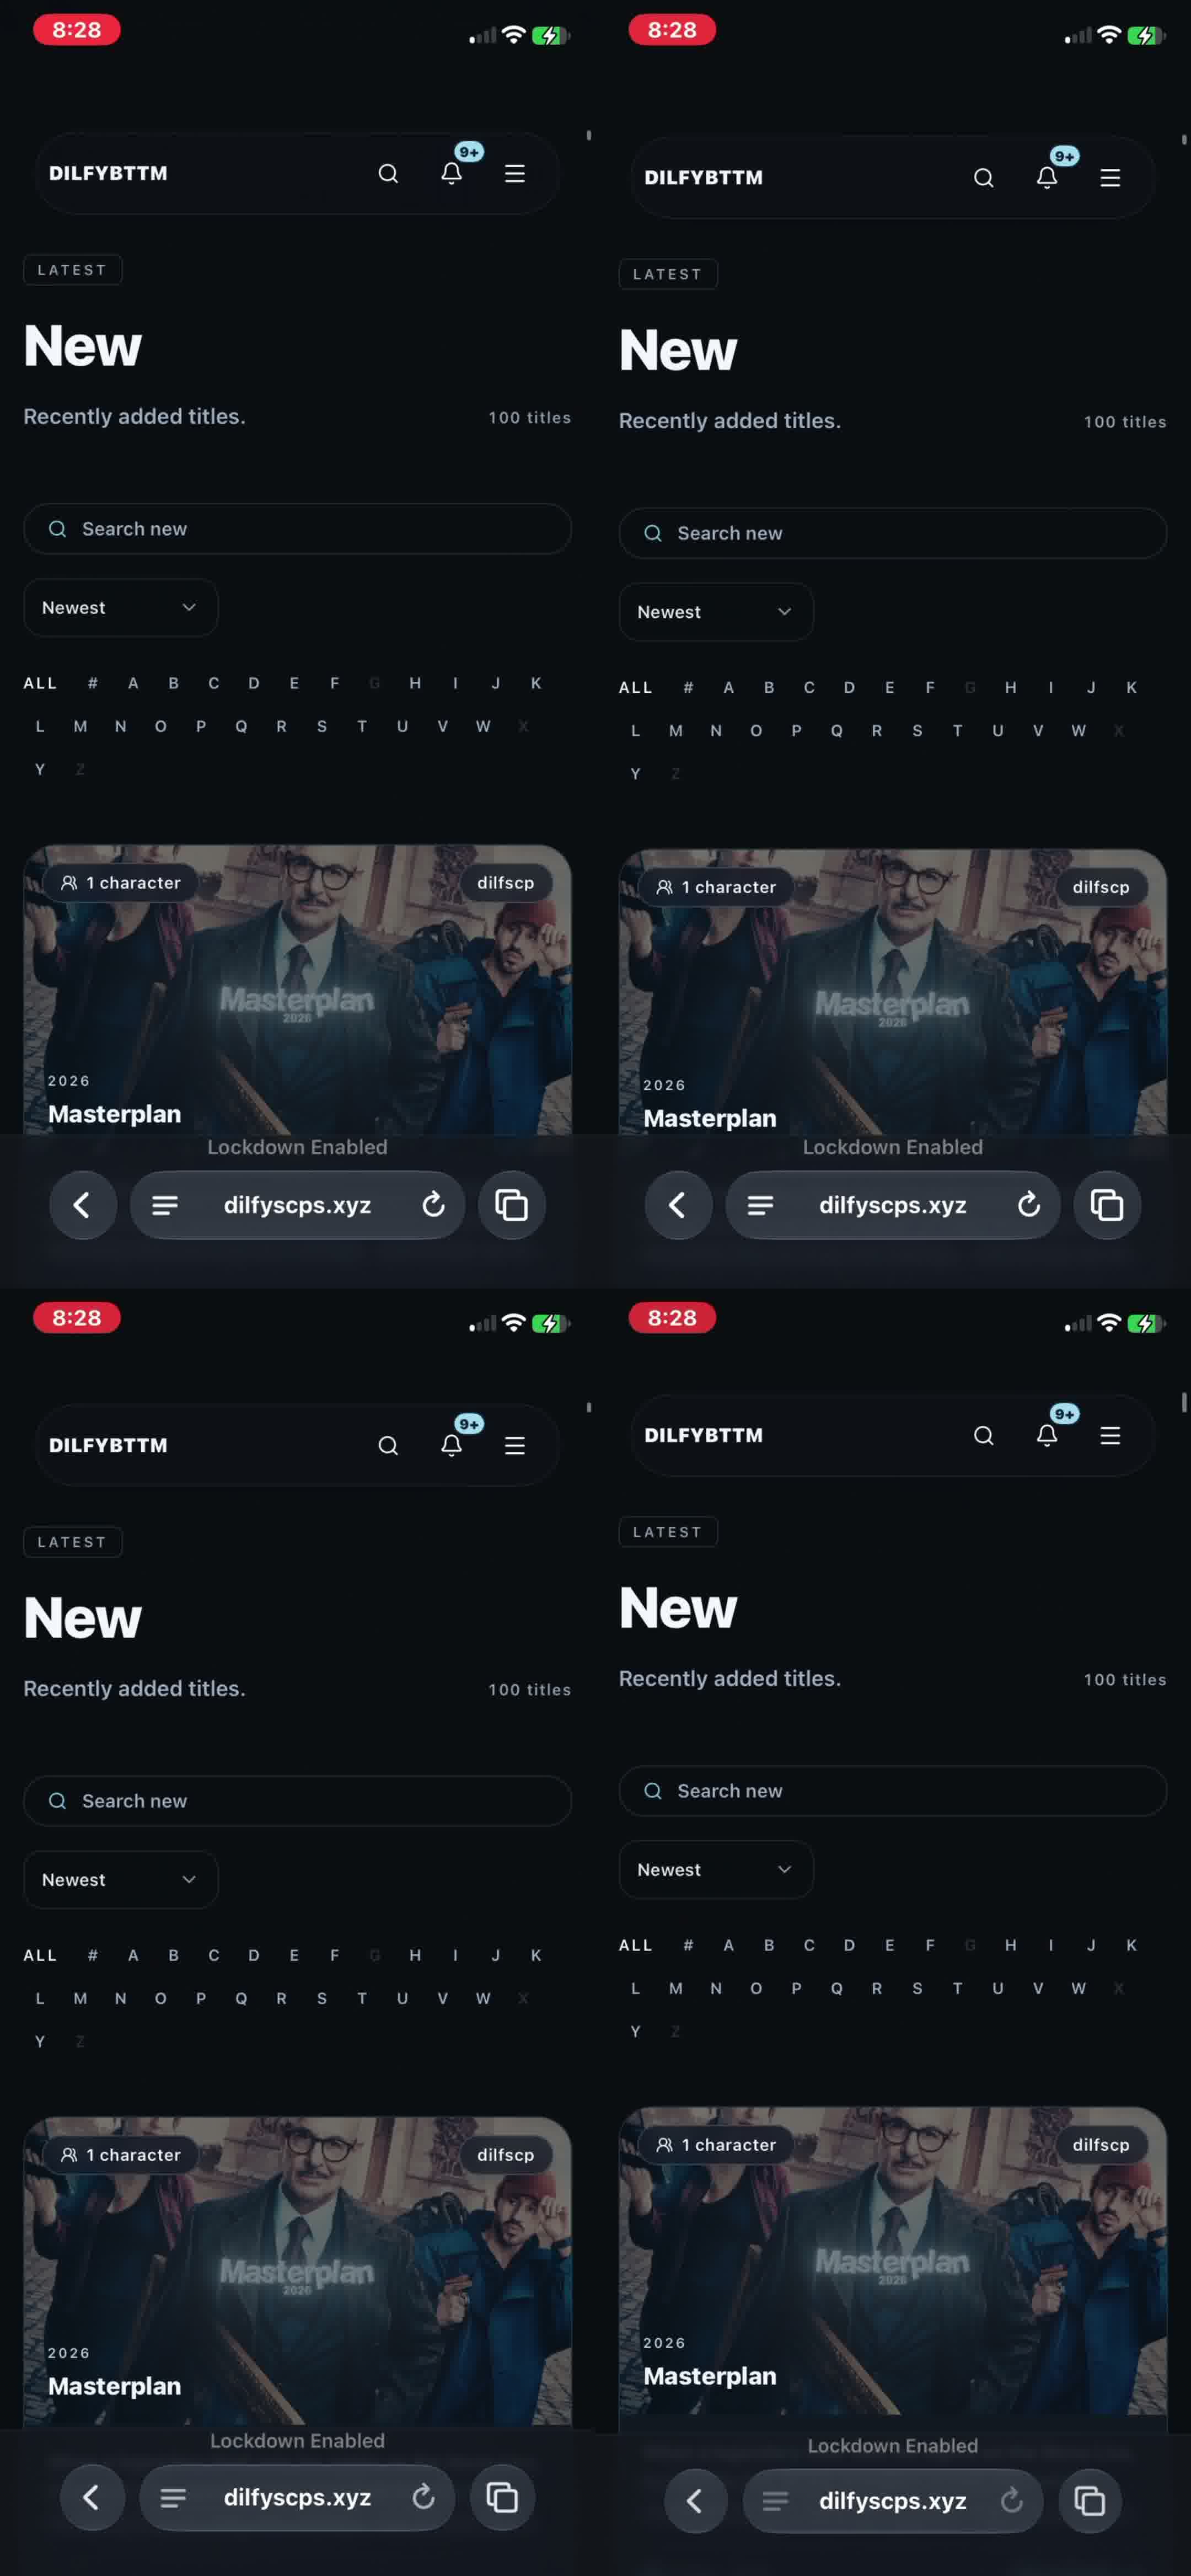 8:28
DILFYBTTM
9+
LATEST
New
Recently added titles. 100 titles
Search new
Newest
ALL # A B C D E F G H I J K
L M N O P Q R S T U V W X
Y Z
1 character dilfscp
Masterplan
2026
2026
Masterplan
Lockdown Enabled
dilfyscps.xyz
8:28
DILFYBTTM
9+
LATEST
New
Recently added titles. 100 titles
Search new
Newest
ALL # A B C D E F G H I J K
L M N O P Q R S T U V W X
Y Z
1 character dilfscp
Masterplan
2026
2026
Masterplan
Lockdown Enabled
dilfyscps.xyz
8:28
DILFYBTTM
9+
LATEST
New
Recently added titles. 100 titles
Search new
Newest
ALL # A B C D E F G H I J K
L M N O P Q R S T U V W X
Y Z
1 character dilfscp
Masterplan
2026
2026
Masterplan
Lockdown Enabled
dilfyscps.xyz
8:28
DILFYBTTM
9+
LATEST
New
Recently added titles. 100 titles
Search new
Newest
ALL # A B C D E F G H I J K
L M N O P Q R S T U V W X
Y Z
1 character dilfscp
Masterplan
2026
2026
Masterplan
Lockdown Enabled
dilfyscps.xyz